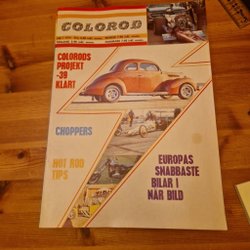 COLOROD
COLORODS
PROJEKT
-39
KLART
CHOPPERS
HOT ROD
TIPS
EUROPAS
SNABBASTE
BILAR I
NÄR BILD